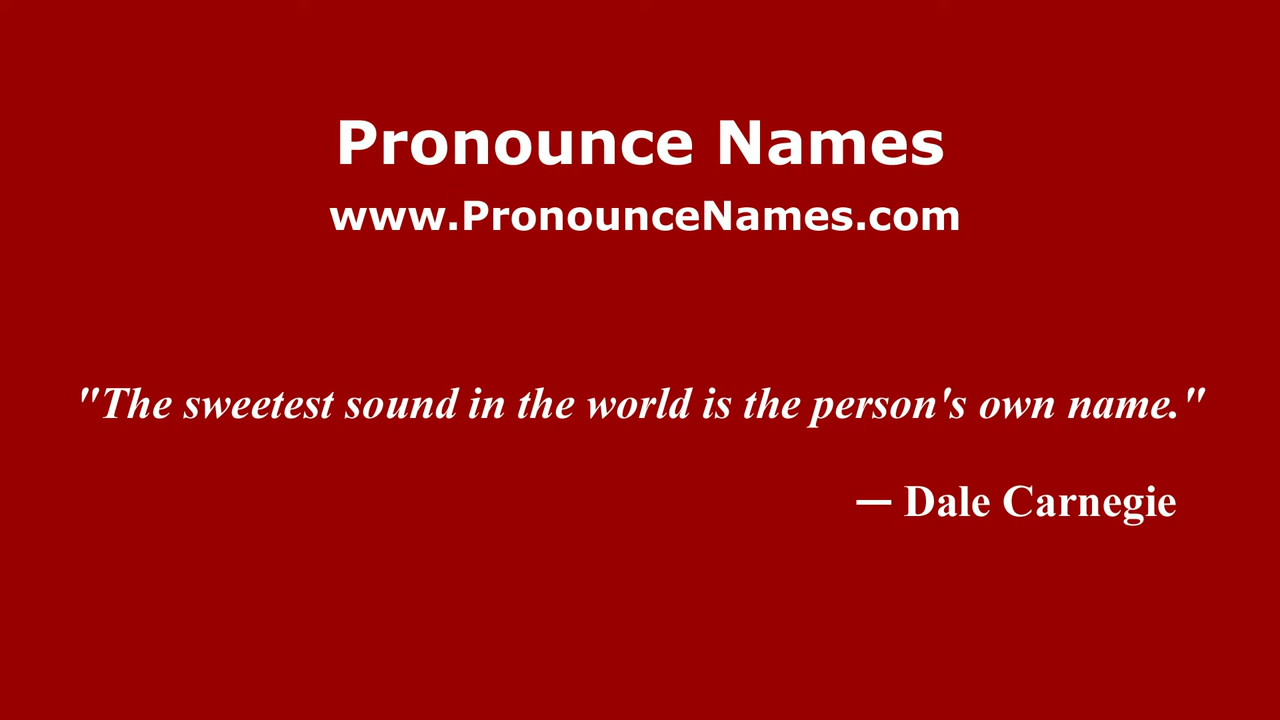 Pronounce Names
www.PronounceNames.com
"The sweetest sound in the world is the person's own name."
— Dale Carnegie